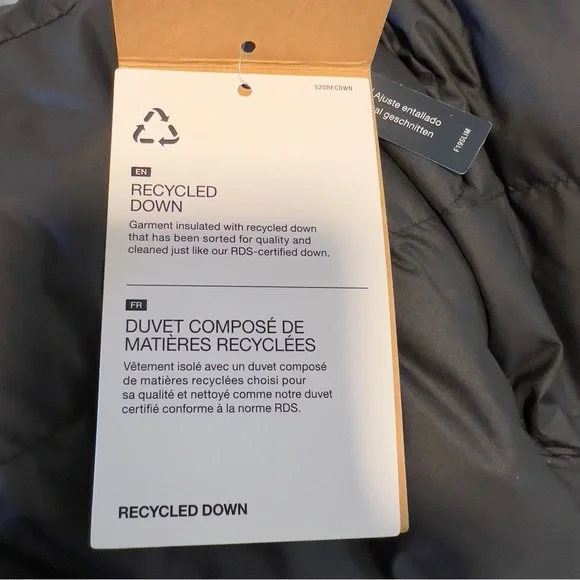 S20RECDWN
Ajuste entallado
geschnitten
F19SLIM
EN
RECYCLED
DOWN
Garment insulated with recycled down
that has been sorted for quality and
cleaned just like our RDS-certified down.
FR
DUVET COMPOSÉ DE
MATIÈRES RECYCLÉES
Vêtement isolé avec un duvet composé
de matières recyclées choisi pour
sa qualité et nettoyé comme notre duvet
certifié conforme à la norme RDS.
RECYCLED DOWN